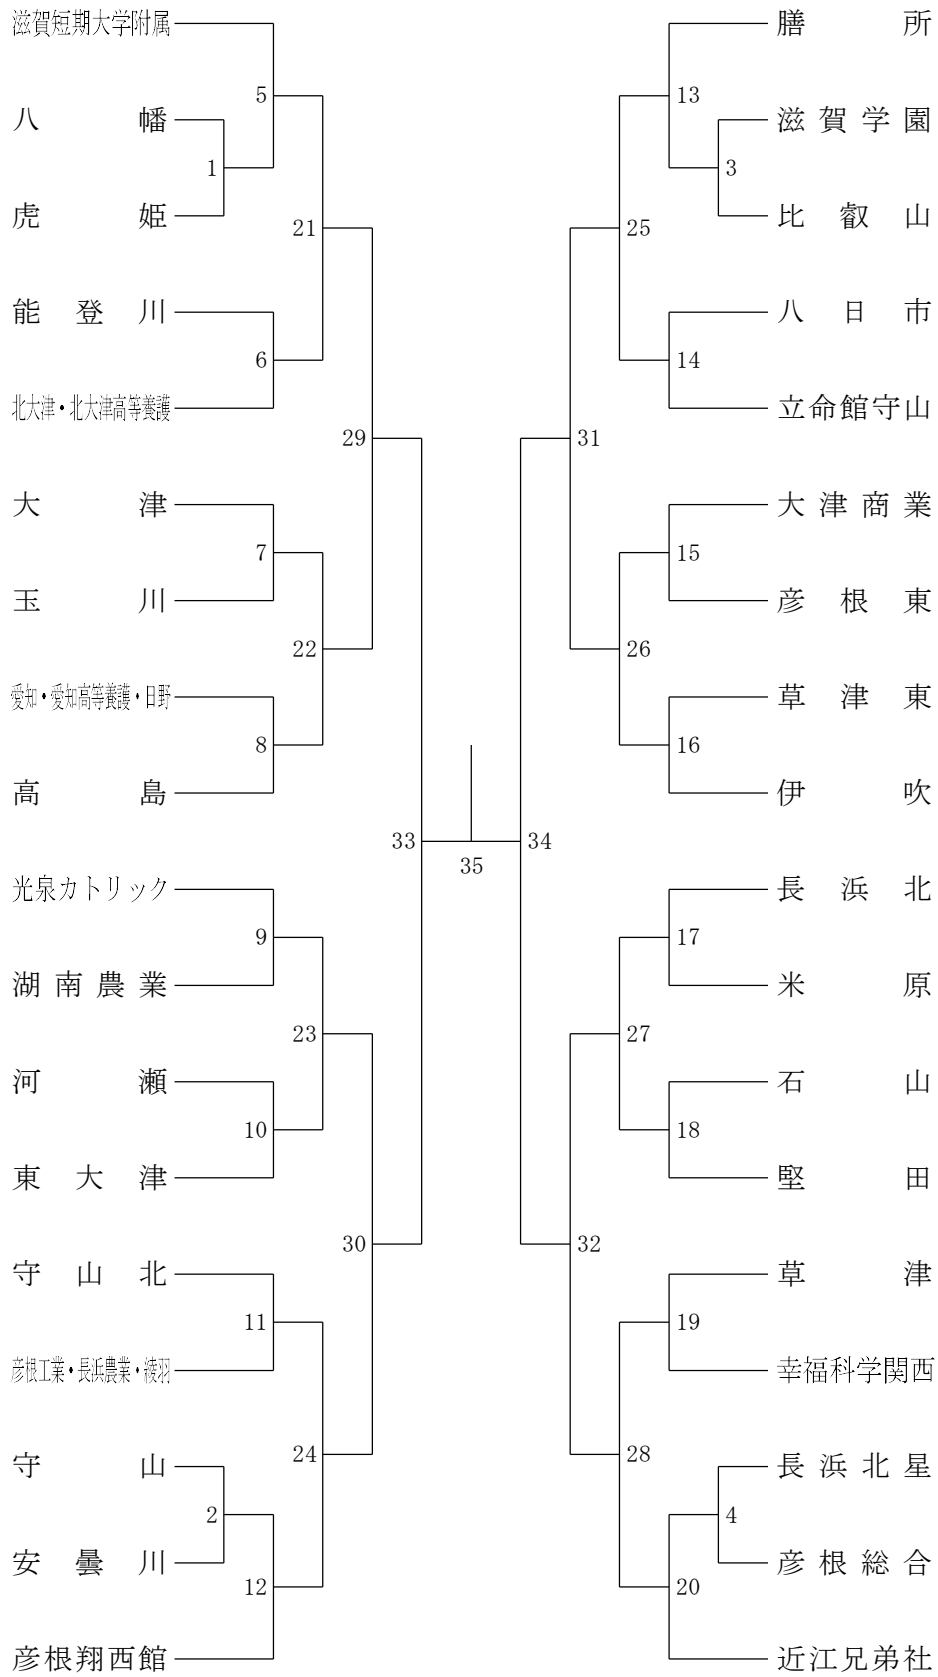 滋賀短期大学附属
5
八幡
1
虎姫
21
能登川
6
北大津・北大津高等養護
29
大津
7
玉川
22
愛知・愛知高等養護・日野
8
高島
33
光泉カトリック
9
湖南農業
23
河瀬
10
東大津
30
守山北
11
彦根工業・長浜農業・綾羽
24
守山
2
安曇川
12
彦根翔西館
35
膳所
13
滋賀学園
3
比叡山
25
八日市
14
立命館守山
31
大津商業
15
彦根東
26
草津東
16
伊吹
34
長浜北
17
米原
27
石山
18
堅田
32
草津
19
幸福科学関西
28
長浜北星
4
彦根総合
20
近江兄弟社